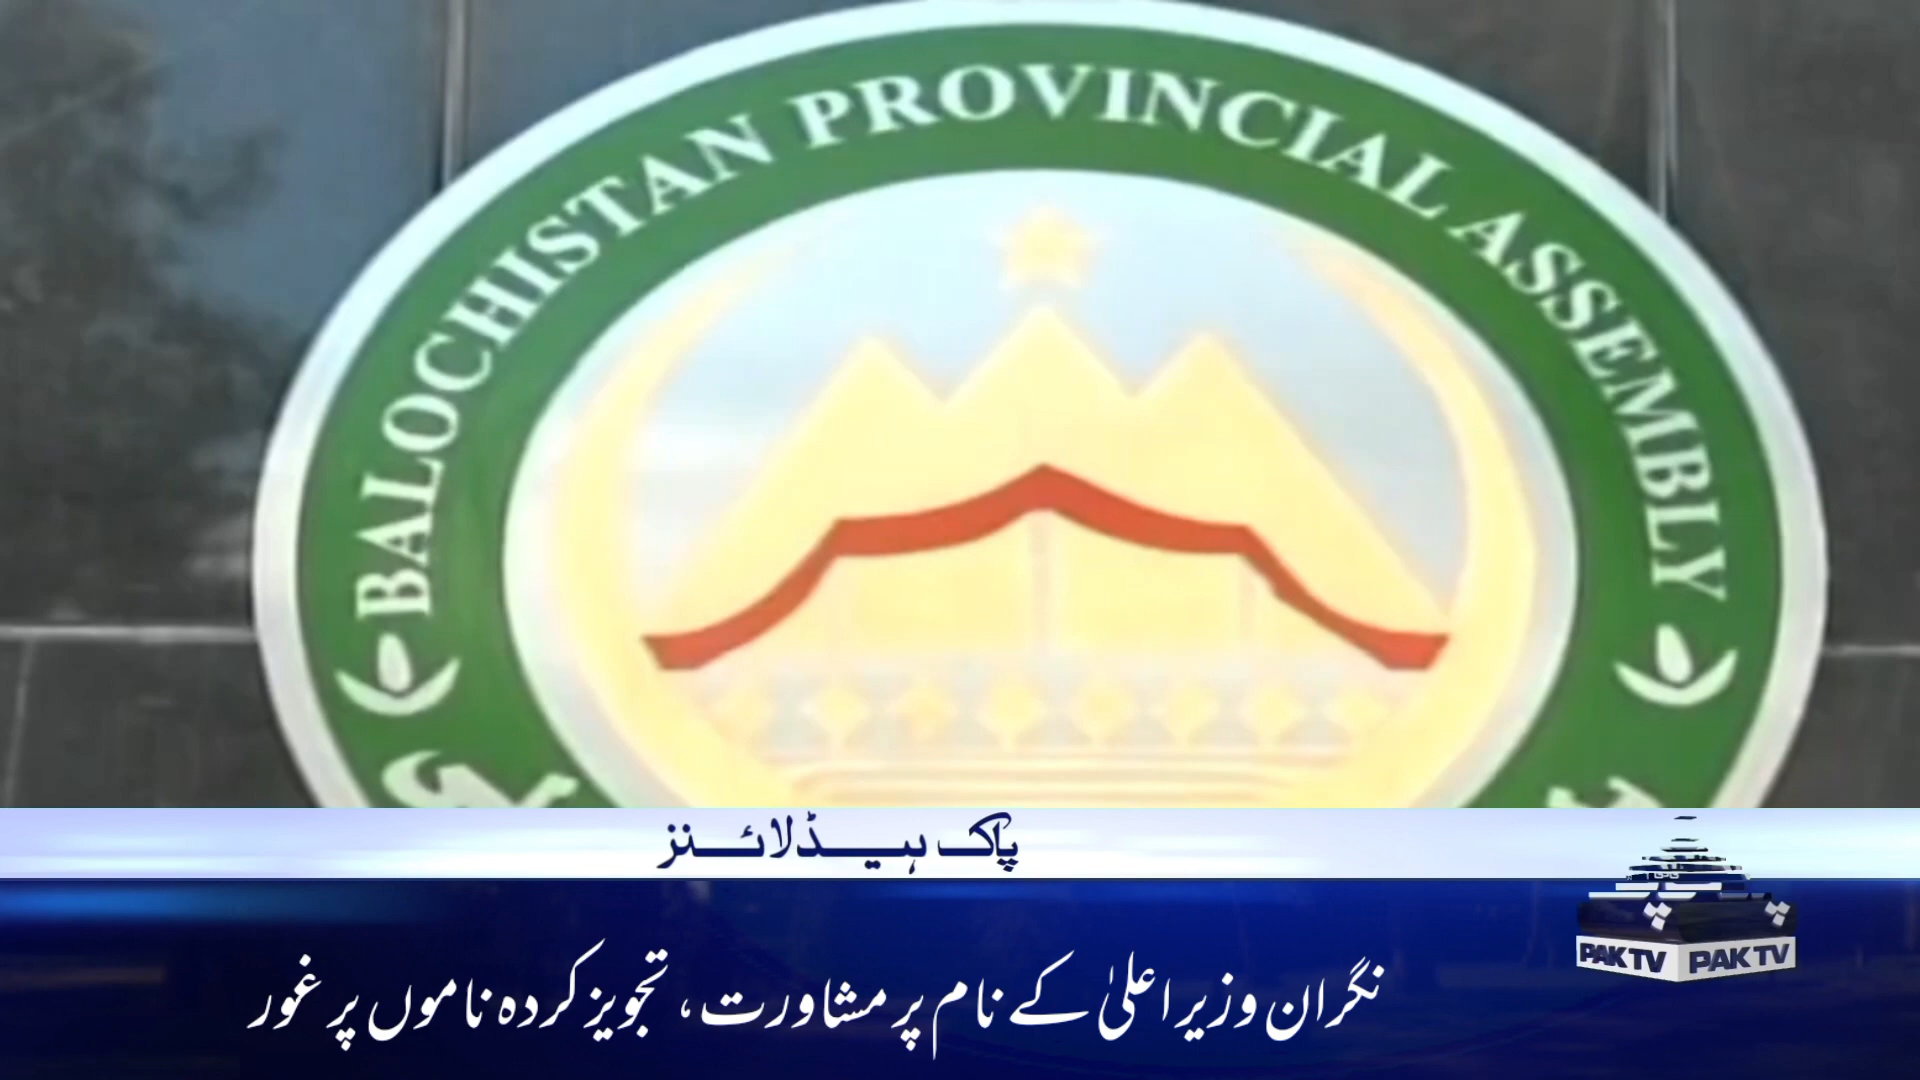 BALOCHISTAN PROVINCIAL ASSEMBLY
پاک ہیڈلائنز
نگران وزیراعلیٰ کے نام پر مشاورت، تجویز کردہ ناموں پر غور
PAK TV PAK TV